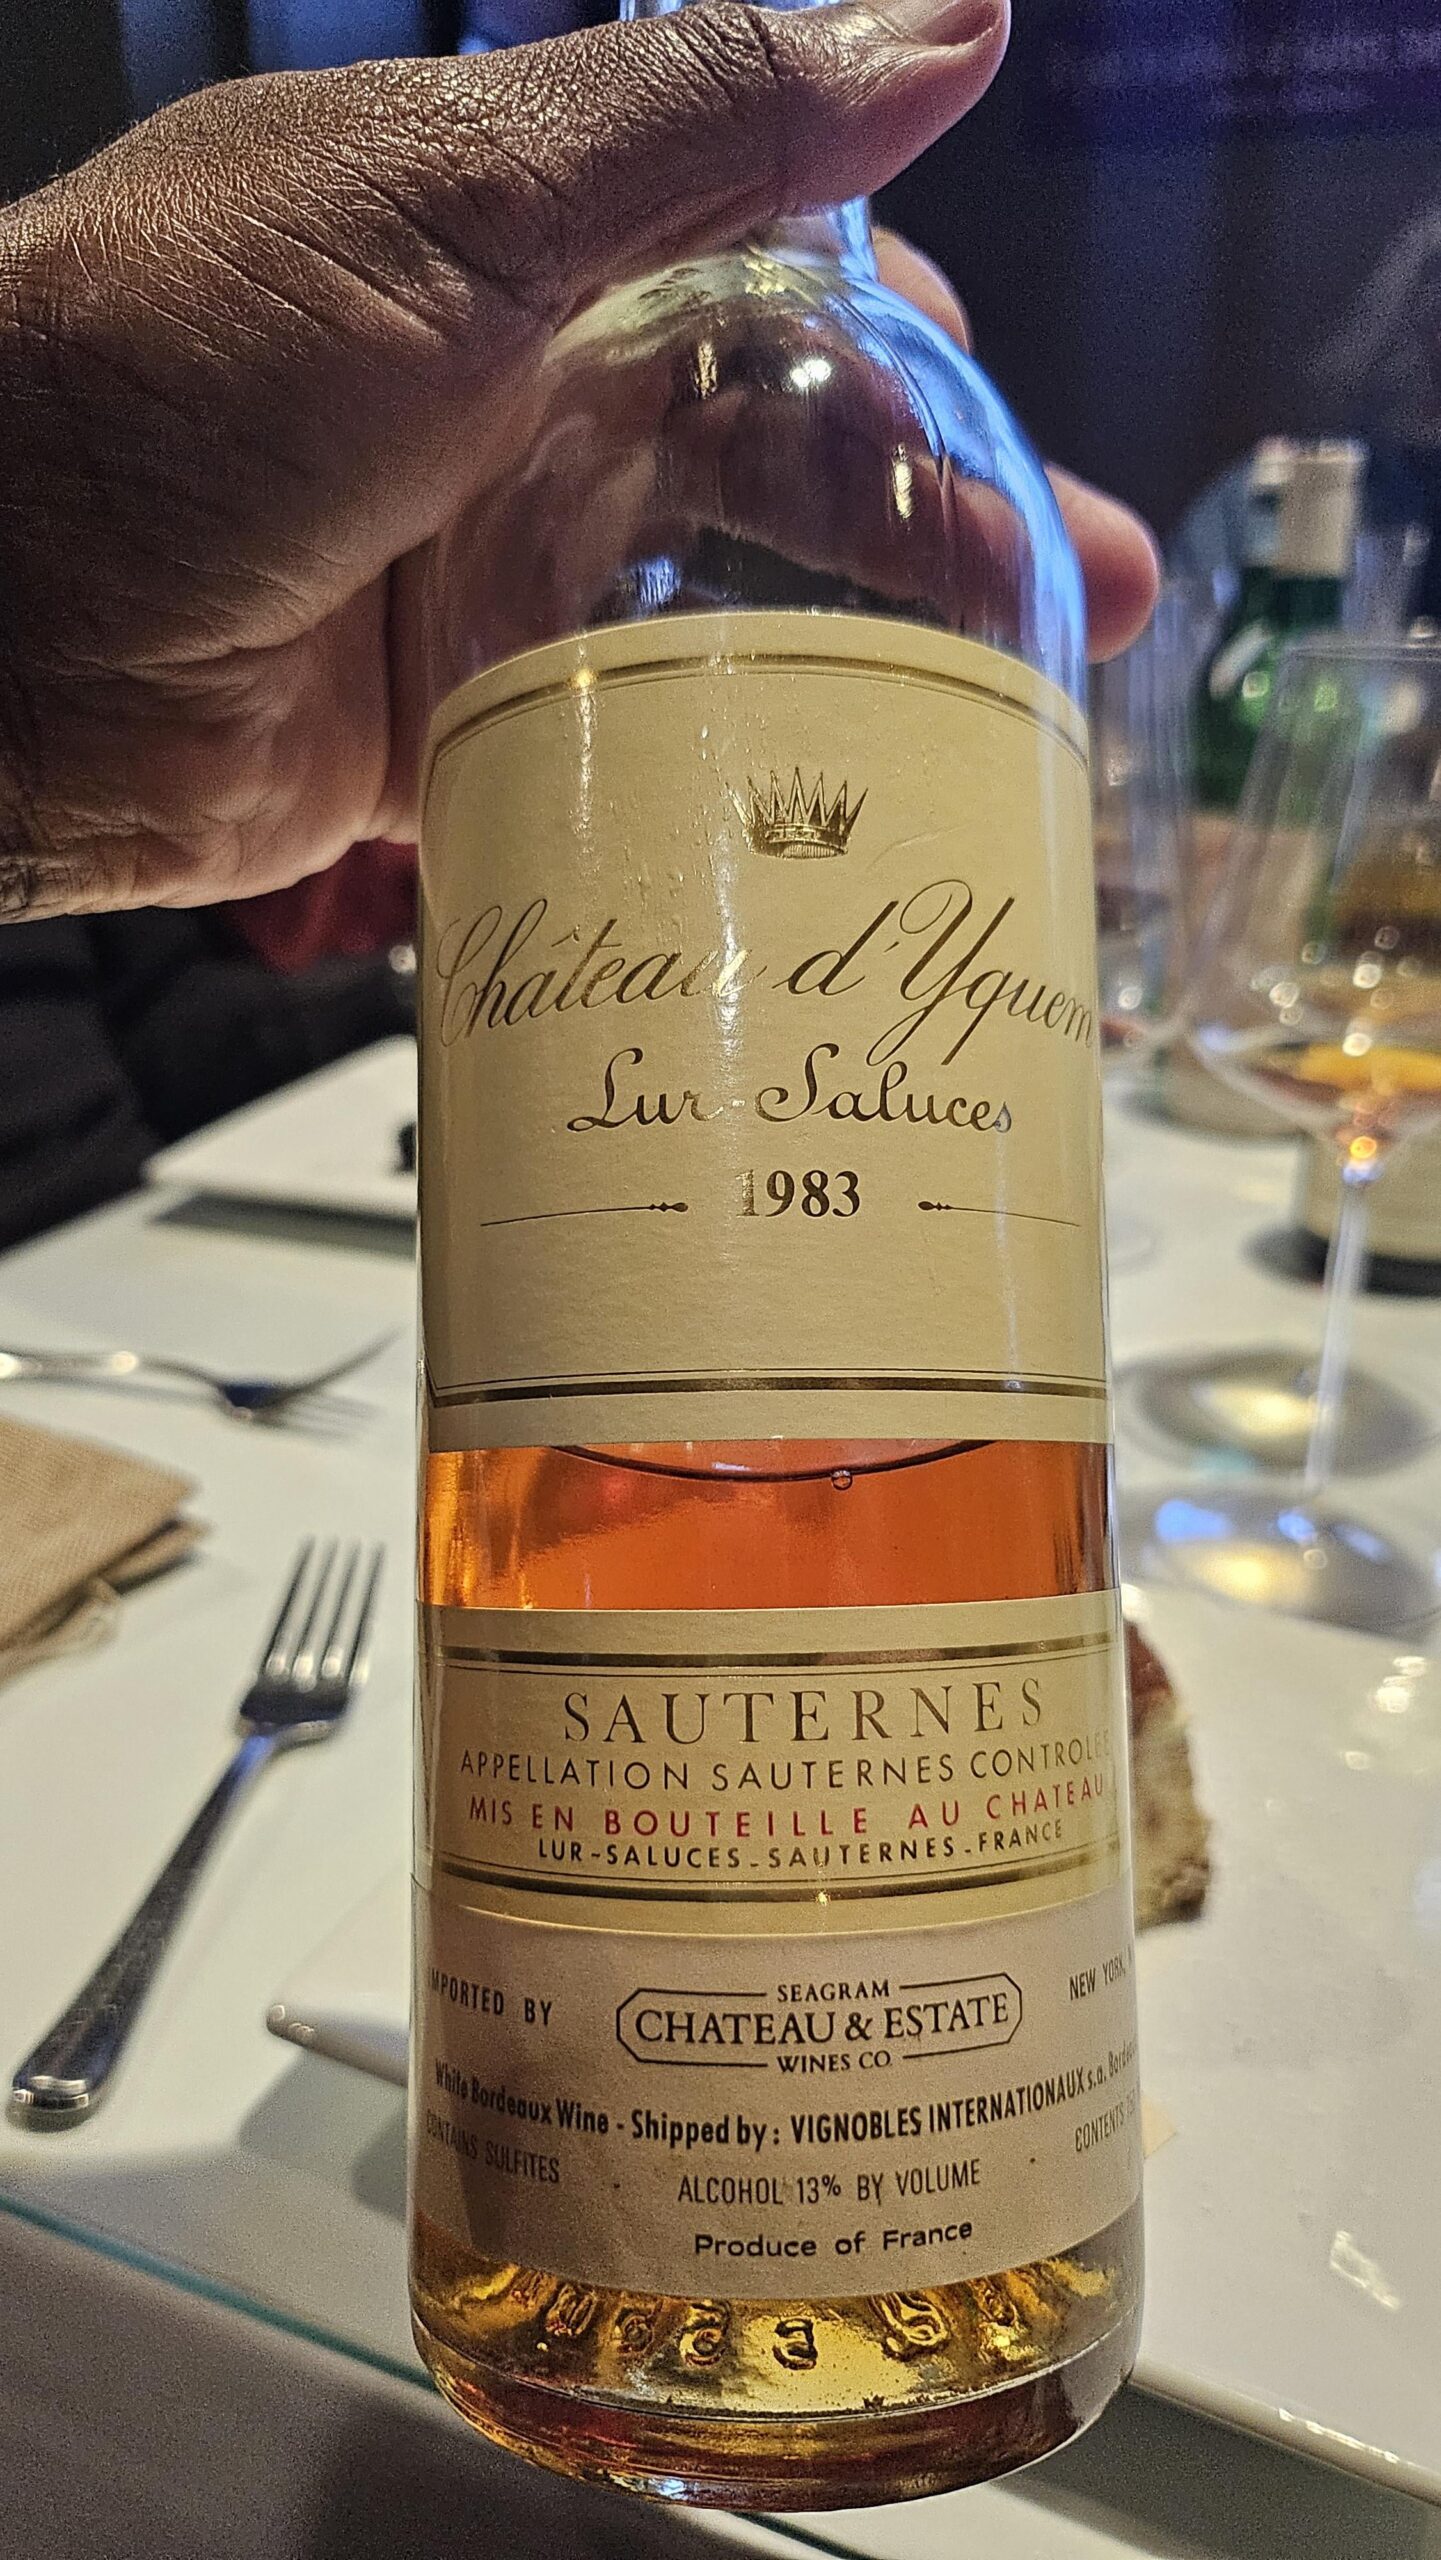 Château d'Yquem
Lur-Saluces
1983
SAUTERNES
APPELLATION SAUTERNES CONTROLEE
MIS EN BOUTEILLE AU CHATEAU
LUR-SALUCES-SAUTERNES-FRANCE
IMPORTED BY
SEAGRAM
CHATEAU & ESTATE
WINES CO.
NEW YORK,
White Bordeaux Wine - Shipped by: VIGNOBLES INTERNATIONAUX s.a.
CONTAINS SULFITES
ALCOHOL 13% BY VOLUME
CONTENTS
Produce of France